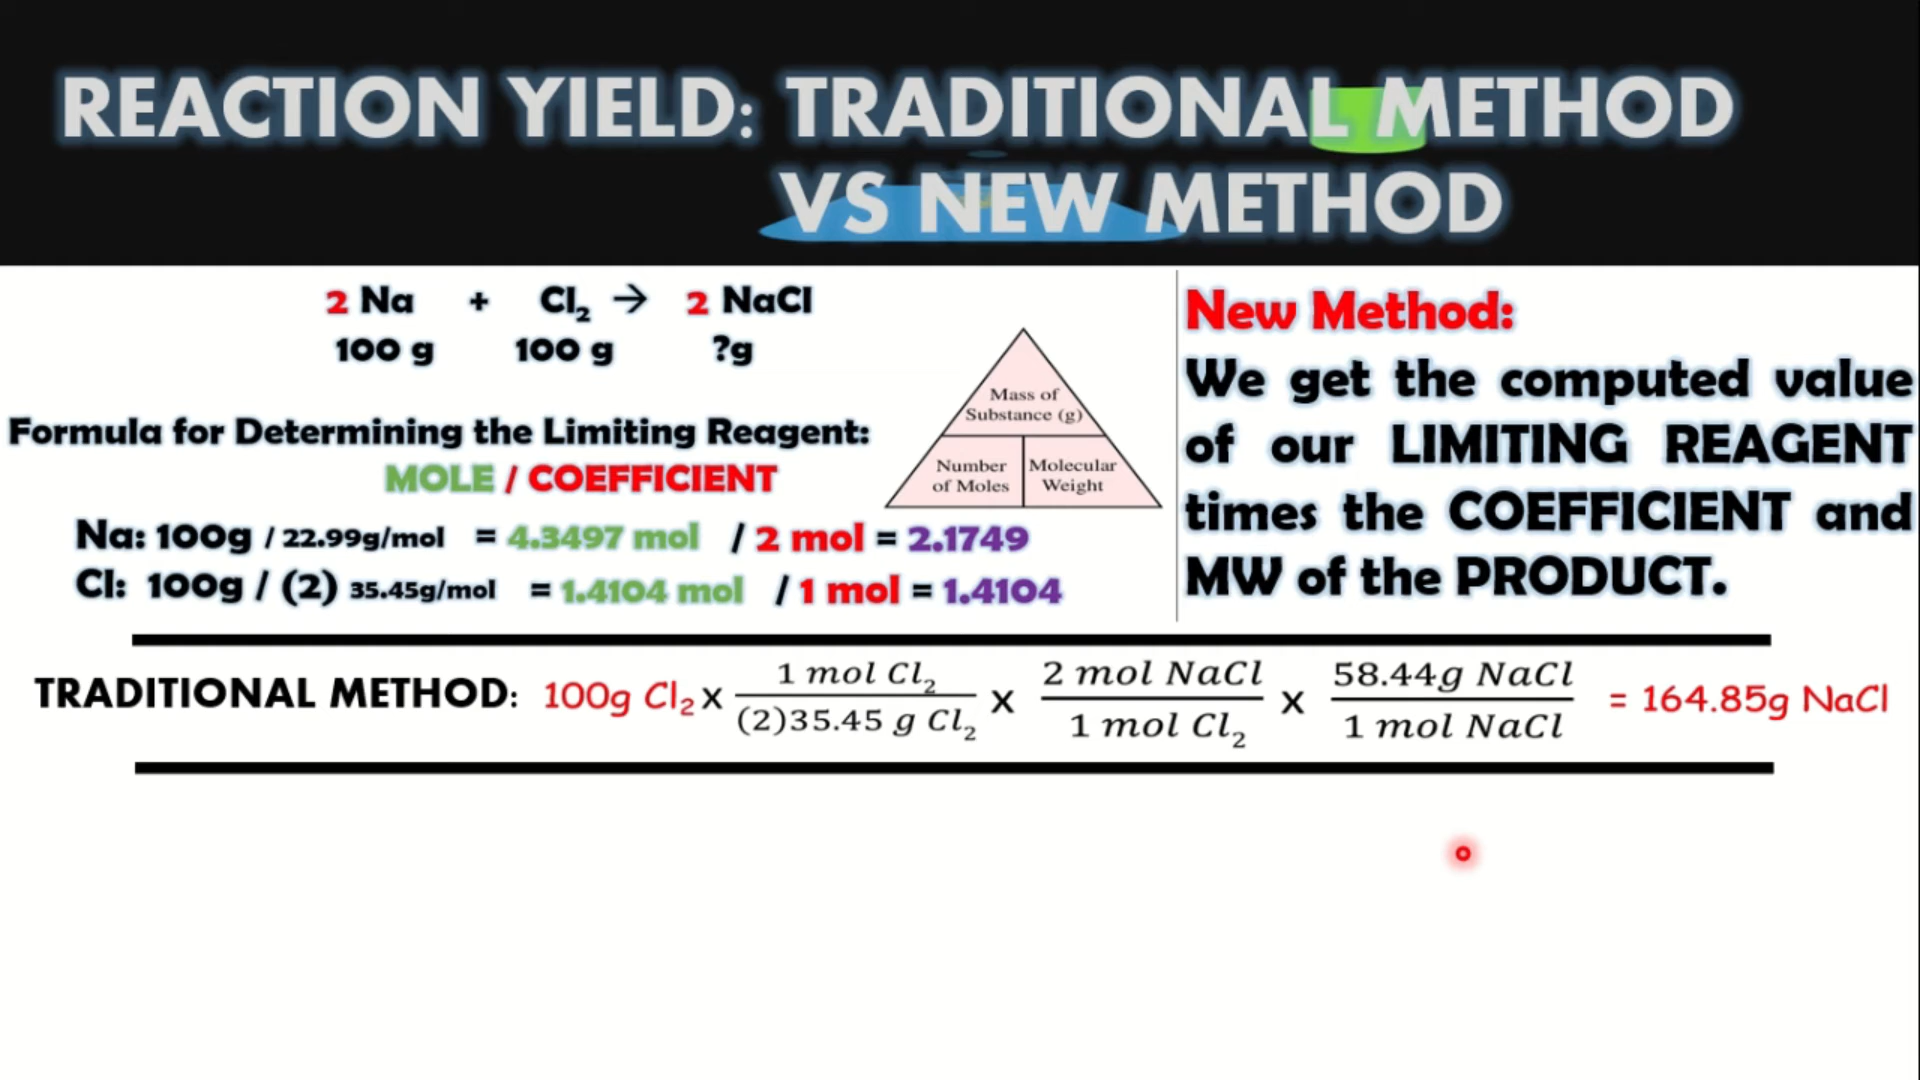 REACTION YIELD: TRADITIONAL METHOD
VS NEW METHOD
2 Na + Cl₂ → 2 NaCl
100 g 100 g ?g
Formula for Determining the Limiting Reagent:
MOLE / COEFFICIENT
Mass of
Substance (g)
Number
of Moles
Molecular
Weight
Na: 100g / 22.99g/mol = 4.3497 mol / 2 mol = 2.1749
Cl: 100g / (2) 35.45g/mol = 1.4104 mol / 1 mol = 1.4104
New Method:
We get the computed value
of our LIMITING REAGENT
times the COEFFICIENT and
MW of the PRODUCT.
TRADITIONAL METHOD: 100g Cl₂ x 1 mol Cl₂ / (2)35.45 g Cl₂ x 2 mol NaCl / 1 mol Cl₂ x 58.44g NaCl / 1 mol NaCl = 164.85g NaCl